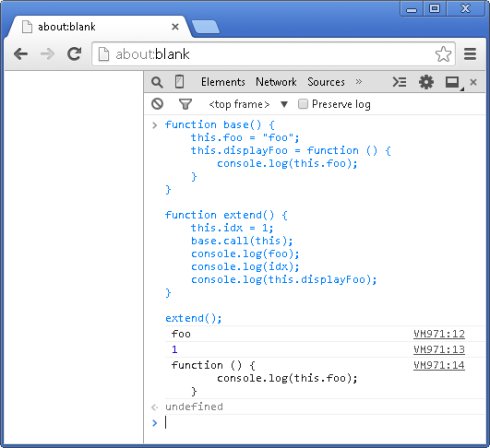 about:blank
about:blank
Elements Network Sources »
<top frame> ▼ Preserve log
> function base() {
    this.foo = "foo";
    this.displayFoo = function () {
        console.log(this.foo);
    }
}
function extend() {
    this.idx = 1;
    base.call(this);
    console.log(foo);
    console.log(idx);
    console.log(this.displayFoo);
}
extend();
foo VM971:12
1 VM971:13
function () { VM971:14
        console.log(this.foo);
    }
undefined
>